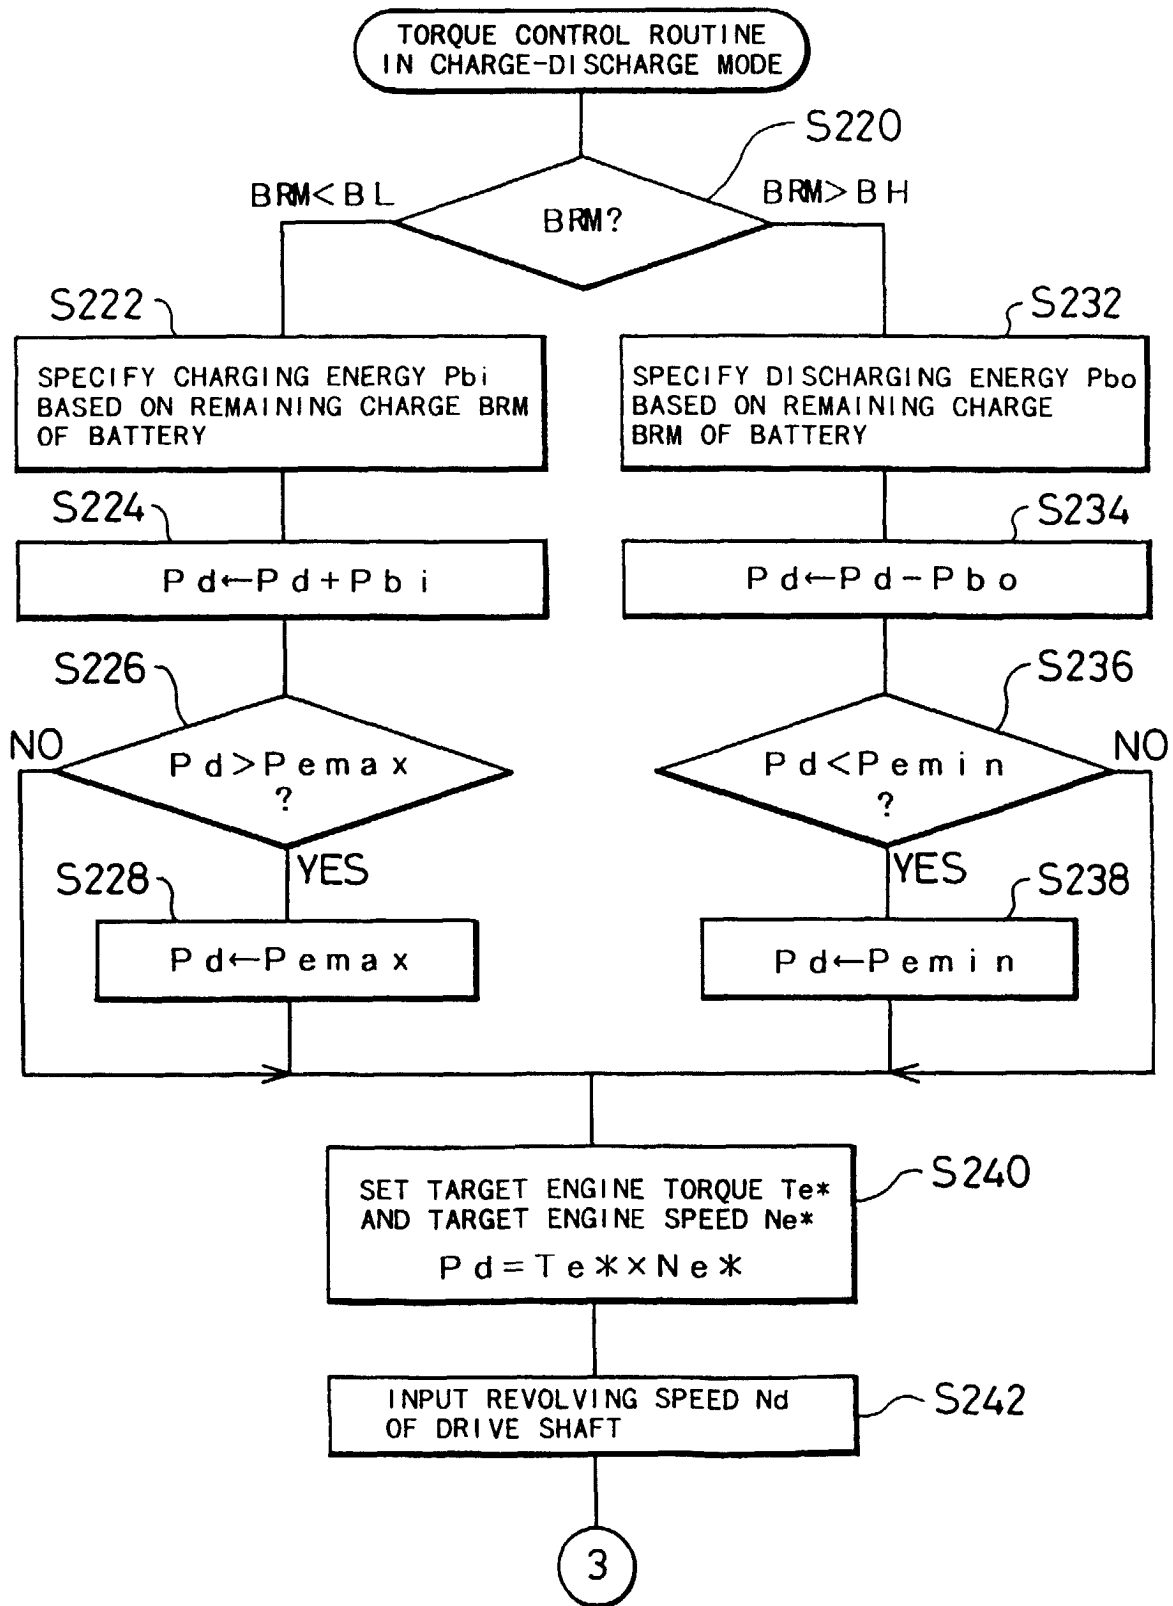 TORQUE CONTROL ROUTINE
IN CHARGE-DISCHARGE MODE
S220
BRM<BL
BRM>BH
BRM?
S222
SPECIFY CHARGING ENERGY Pbi
BASED ON REMAINING CHARGE BRM
OF BATTERY
S232
SPECIFY DISCHARGING ENERGY Pbo
BASED ON REMAINING CHARGE
BRM OF BATTERY
S224
Pd←Pd+Pbi
S234
Pd←Pd-Pbo
S226
NO
Pd>Pemax
?
YES
S236
Pd<Pemin
?
NO
YES
S228
Pd←Pemax
S238
Pd←Pemin
S240
SET TARGET ENGINE TORQUE Te*
AND TARGET ENGINE SPEED Ne*
Pd=Te*×Ne*
S242
INPUT REVOLVING SPEED Nd
OF DRIVE SHAFT
3